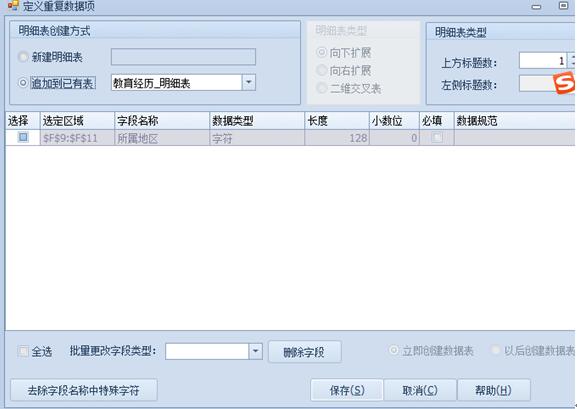 定义重复数据项
明细表创建方式
新建明细表
追加到已有表 教育经历_明细表
明细表类型
向下扩展
向右扩展
二维交叉表
明细表类型
上方标题数: 1
左侧标题数:
选择 选定区域 字段名称 数据类型 长度 小数位 必填 数据规范
$F$9:$F$11 所属地区 字符 128 0
全选 批量更改字段类型: 删除字段 立即创建数据表 以后创建数据表
去除字段名称中特殊字符 保存(S) 取消(C) 帮助(H)